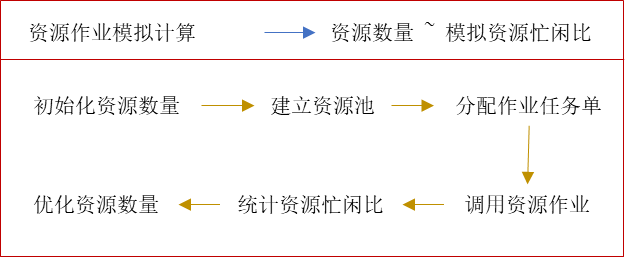 资源作业模拟计算 资源数量 ~ 模拟资源忙闲比
初始化资源数量 建立资源池 分配作业任务单
优化资源数量 统计资源忙闲比 调用资源作业